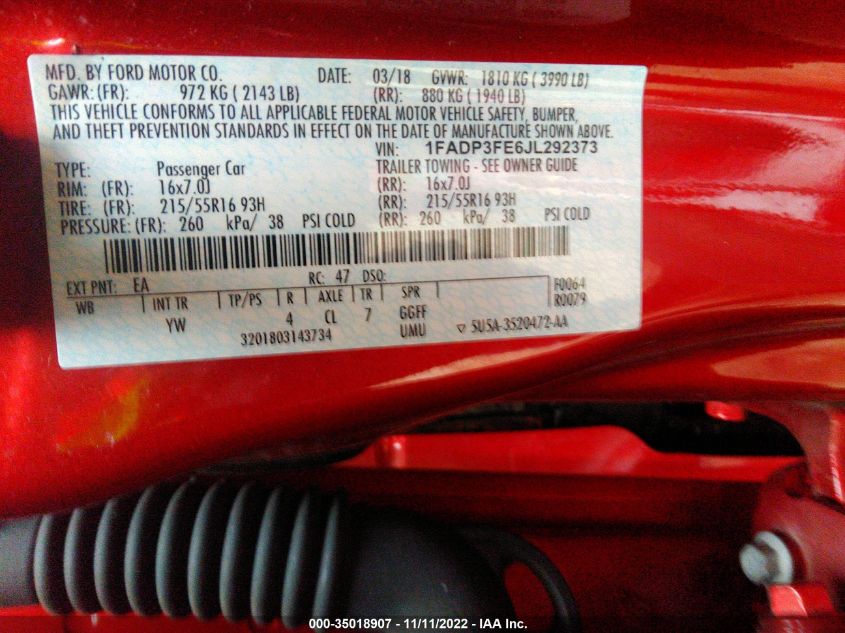 MFD. BY FORD MOTOR CO. DATE: 03/18 GVWR: 1810 KG ( 3990 LB)
GAWR: (FR): 972 KG ( 2143 LB) (RR): 880 KG ( 1940 LB)
THIS VEHICLE CONFORMS TO ALL APPLICABLE FEDERAL MOTOR VEHICLE SAFETY, BUMPER,
AND THEFT PREVENTION STANDARDS IN EFFECT ON THE DATE OF MANUFACTURE SHOWN ABOVE.
VIN: 1FADP3FE6JL292373
TYPE: Passenger Car TRAILER TOWING - SEE OWNER GUIDE
RIM: (FR): 16x7.0J (RR): 16x7.0J
TIRE: (FR): 215/55R16 93H (RR): 215/55R16 93H
PRESSURE: (FR): 260 kPa/ 38 PSI COLD (RR): 260 kPa/ 38 PSI COLD
EXT PNT: EA RC: 47 DSO: F0064
WB INT TR TP/PS R AXLE TR SPR R0079
YW 4 CL 7 GGFF
3201803143734 UMU 5U5A-3520472-AA
000-35018907 - 11/11/2022 - IAA Inc.